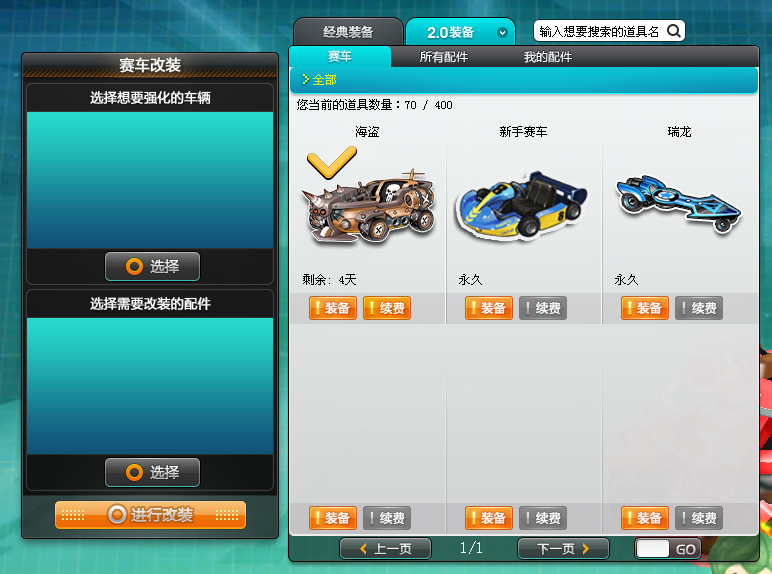 赛车改装
选择想要强化的车辆
选择
选择需要改装的配件
选择
进行改装
经典装备
2.0装备
输入想要搜索的道具名
赛车 所有配件 我的配件
全部
您当前的道具数量：70 / 400
海盗 新手赛车 瑞龙
8
剩余: 4天 永久 永久
!装备 !续费 !装备 !续费 !装备 !续费
!装备 !续费 !装备 !续费 !装备 !续费
上一页 1/1 下一页 GO